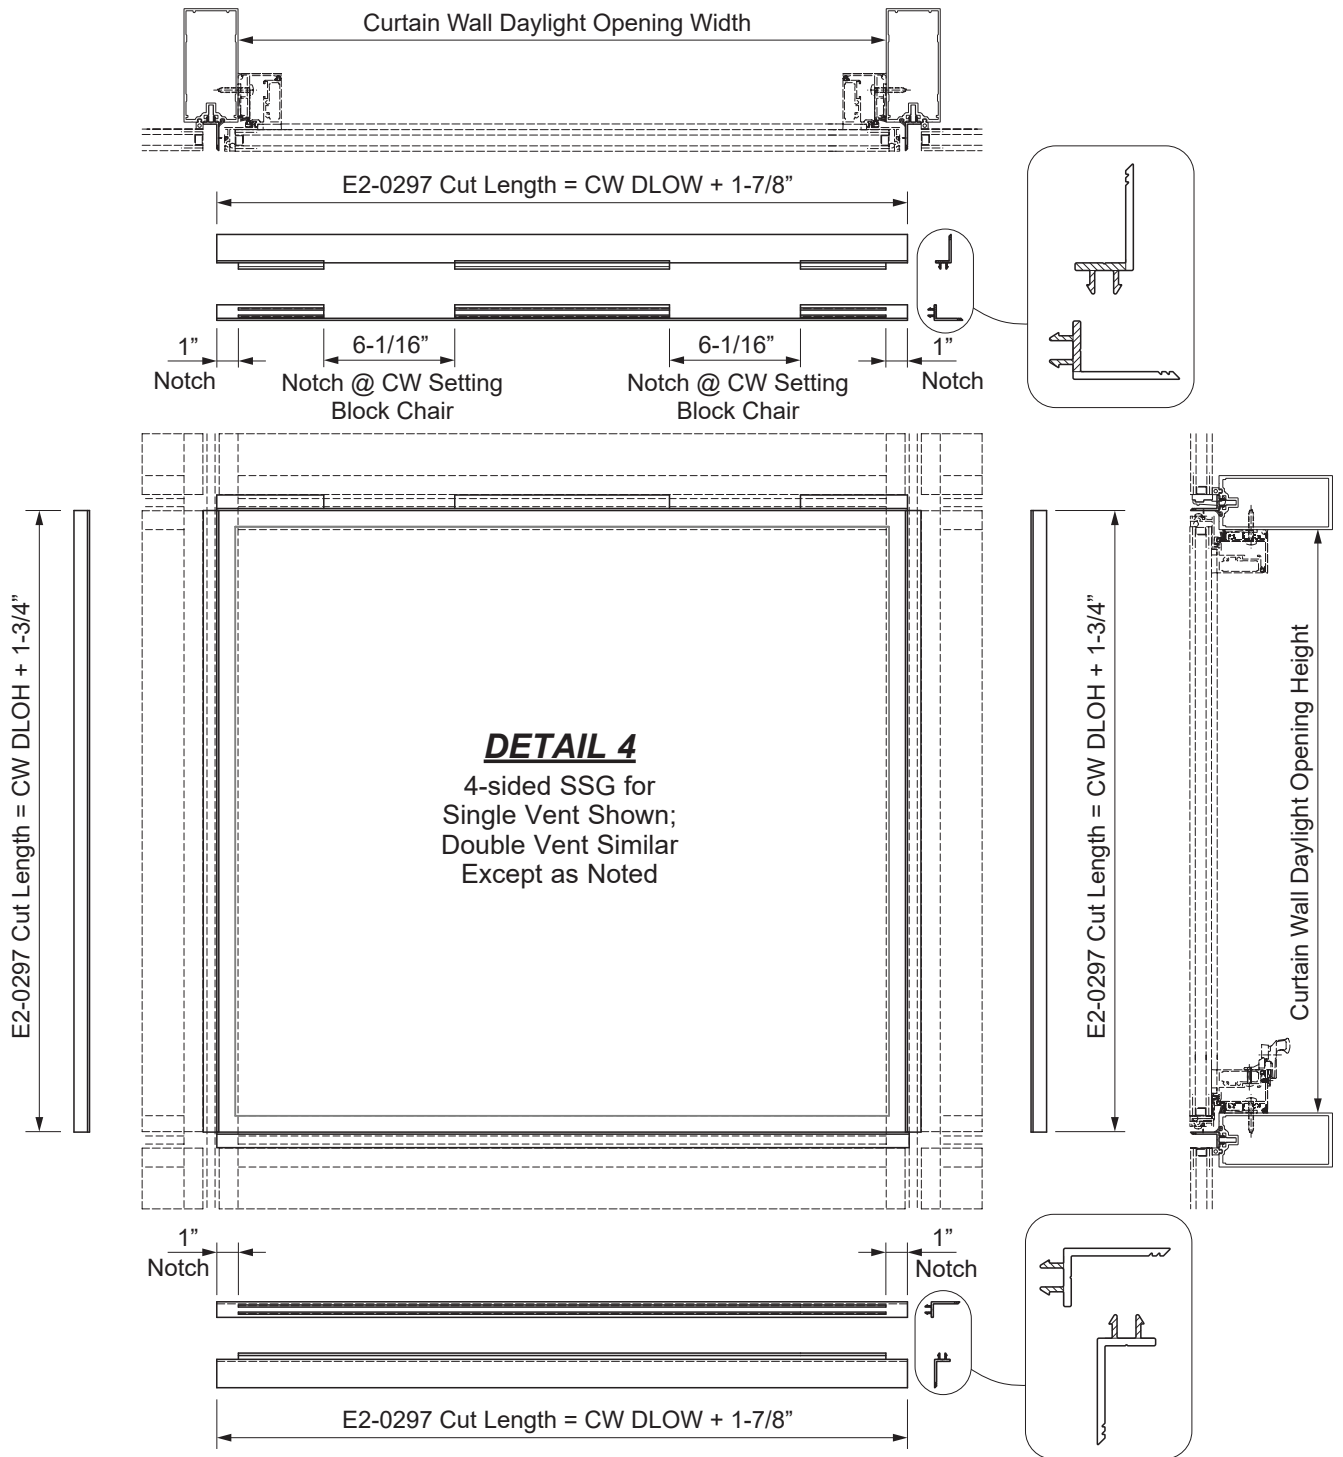 Curtain Wall Daylight Opening Width
E2-0297 Cut Length = CW DLOW + 1-7/8”
1”
Notch
6-1/16”
Notch @ CW Setting
Block Chair
6-1/16”
Notch @ CW Setting
Block Chair
1”
Notch
E2-0297 Cut Length = CW DLOH + 1-3/4”
DETAIL 4
4-sided SSG for
Single Vent Shown;
Double Vent Similar
Except as Noted
E2-0297 Cut Length = CW DLOH + 1-3/4”
Curtain Wall Daylight Opening Height
1”
Notch
1”
Notch
E2-0297 Cut Length = CW DLOW + 1-7/8”